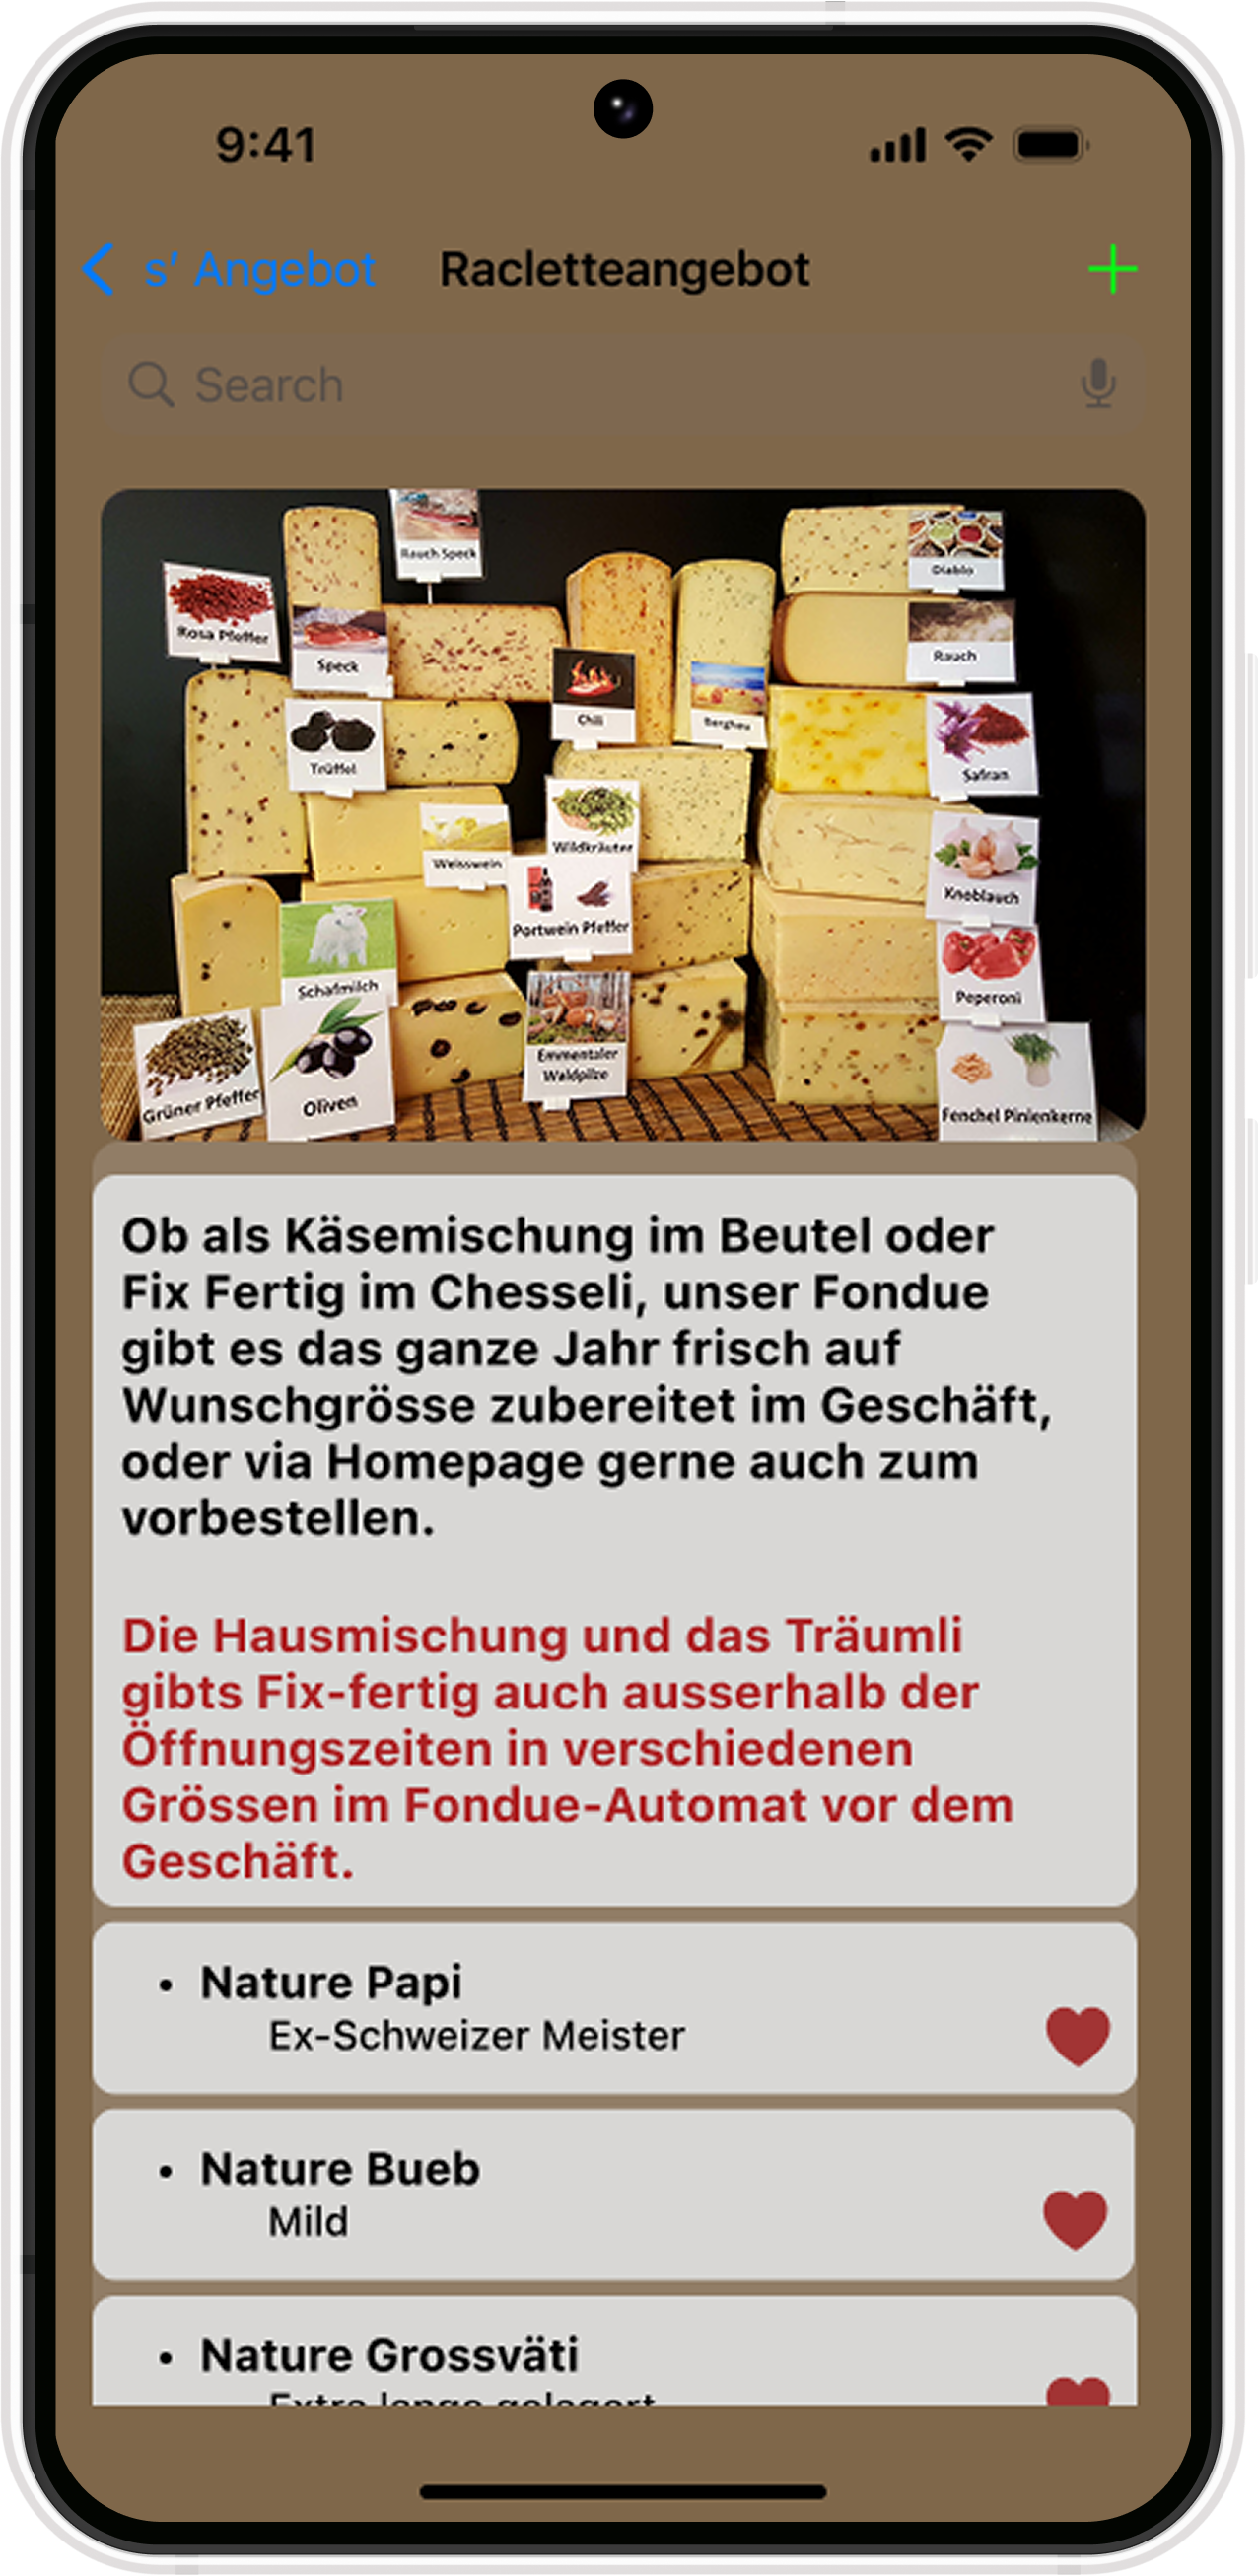 9:41
s' Angebot
Racletteangebot
Search
Rauch Speck
Diablo
Rosa Pfeffer
Speck
Rauch
Chili
Bergheu
Trüffel
Safran
Wildkräuter
Weisswein
Knoblauch
Portwein Pfeffer
Schafmilch
Peperoni
Emmentaler
Waldpilze
Grüner Pfeffer
Oliven
Fenchel Pinienkerne
Ob als Käsemischung im Beutel oder
Fix Fertig im Chesseli, unser Fondue
gibt es das ganze Jahr frisch auf
Wunschgrösse zubereitet im Geschäft,
oder via Homepage gerne auch zum
vorbestellen.
Die Hausmischung und das Träumli
gibts Fix-fertig auch ausserhalb der
Öffnungszeiten in verschiedenen
Grössen im Fondue-Automat vor dem
Geschäft.
• Nature Papi
Ex-Schweizer Meister
• Nature Bueb
Mild
• Nature Grossväti
Extra lange gelagert